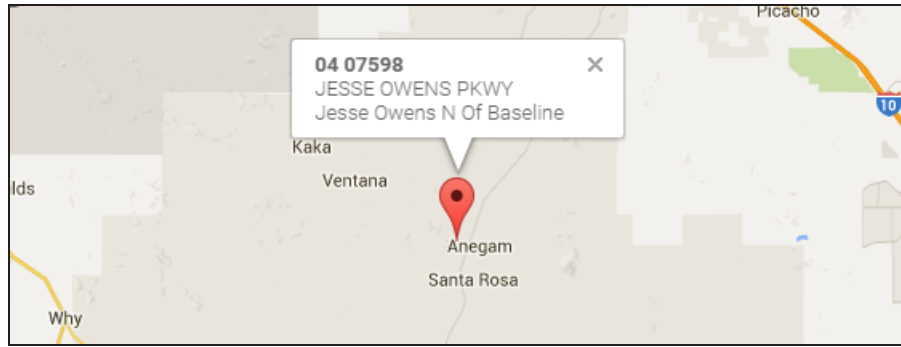 Picacho
04 07598
JESSE OWENS PKWY
Jesse Owens N Of Baseline
10
Kaka
Ventana
lds
Anegam
Santa Rosa
Why